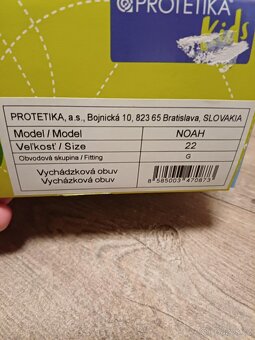 PROTETIKA®
Kids
PROTETIKA, a.s., Bojnická 10, 823 65 Bratislava, SLOVAKIA
Model / Model NOAH
Veľkosť / Size 22
Obvodová skupina / Fitting G
Vychádzková obuv
Vycházková obuv
8 585003 470873